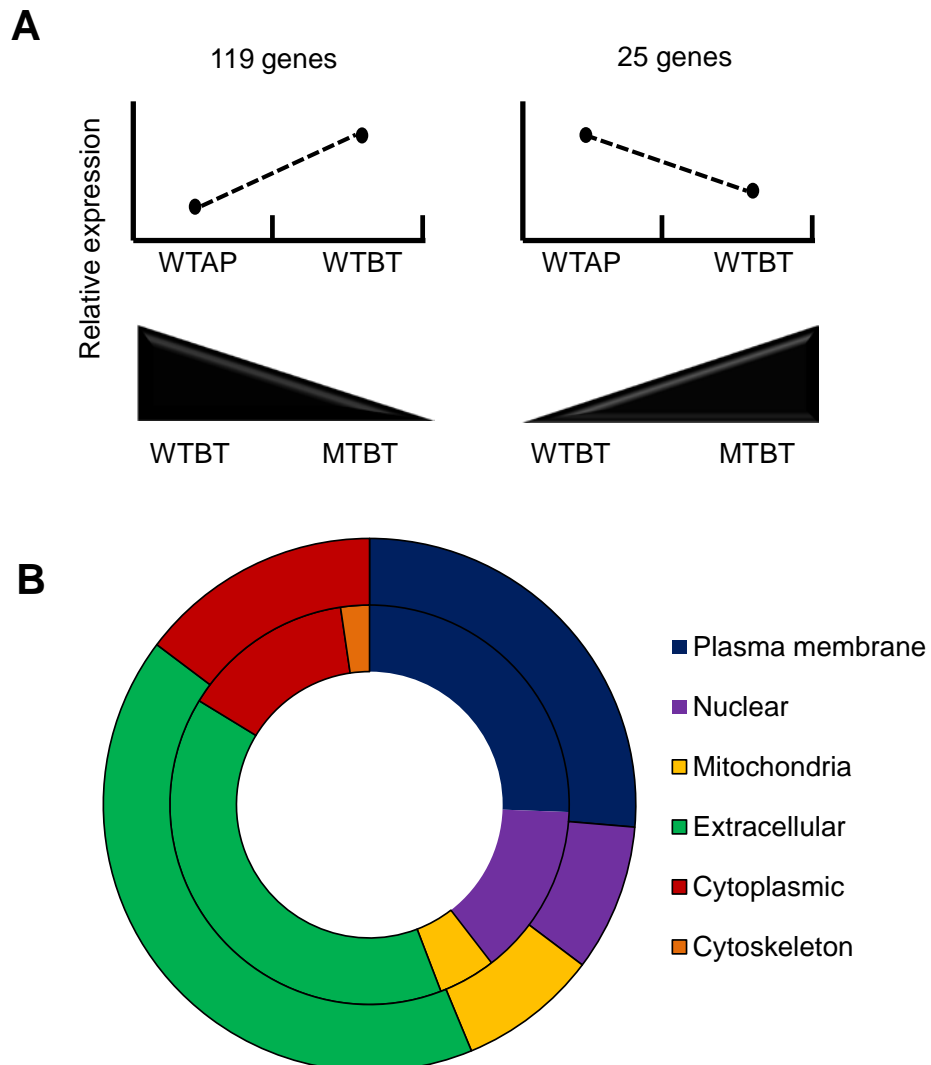 A
119 genes
25 genes
Relative expression
WTAP WTBT
WTAP WTBT
WTBT MTBT
WTBT MTBT
B
Plasma membrane
Nuclear
Mitochondria
Extracellular
Cytoplasmic
Cytoskeleton